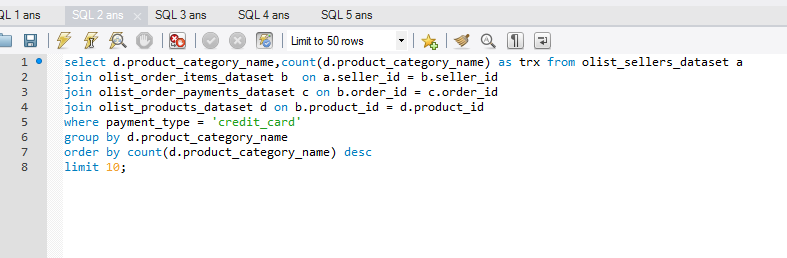 QL 1 ans SQL 2 ans × SQL 3 ans SQL 4 ans SQL 5 ans
Limit to 50 rows
1 select d.product_category_name,count(d.product_category_name) as trx from olist_sellers_dataset a
2 join olist_order_items_dataset b  on a.seller_id = b.seller_id
3 join olist_order_payments_dataset c on b.order_id = c.order_id
4 join olist_products_dataset d on b.product_id = d.product_id
5 where payment_type = 'credit_card'
6 group by d.product_category_name
7 order by count(d.product_category_name) desc
8 limit 10;